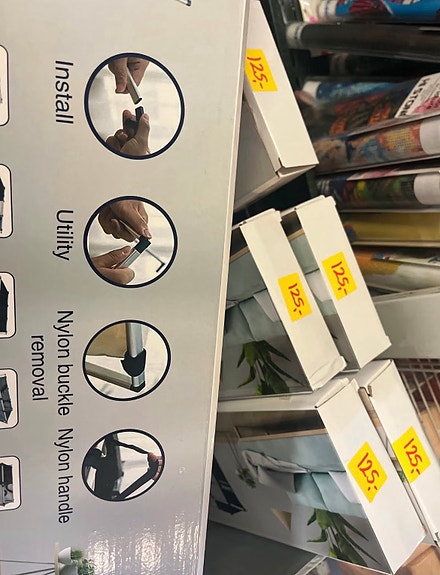 Install
Utility
Nylon buckle
removal
Nylon handle
125,-
125,-
125,-
125,-
125,-